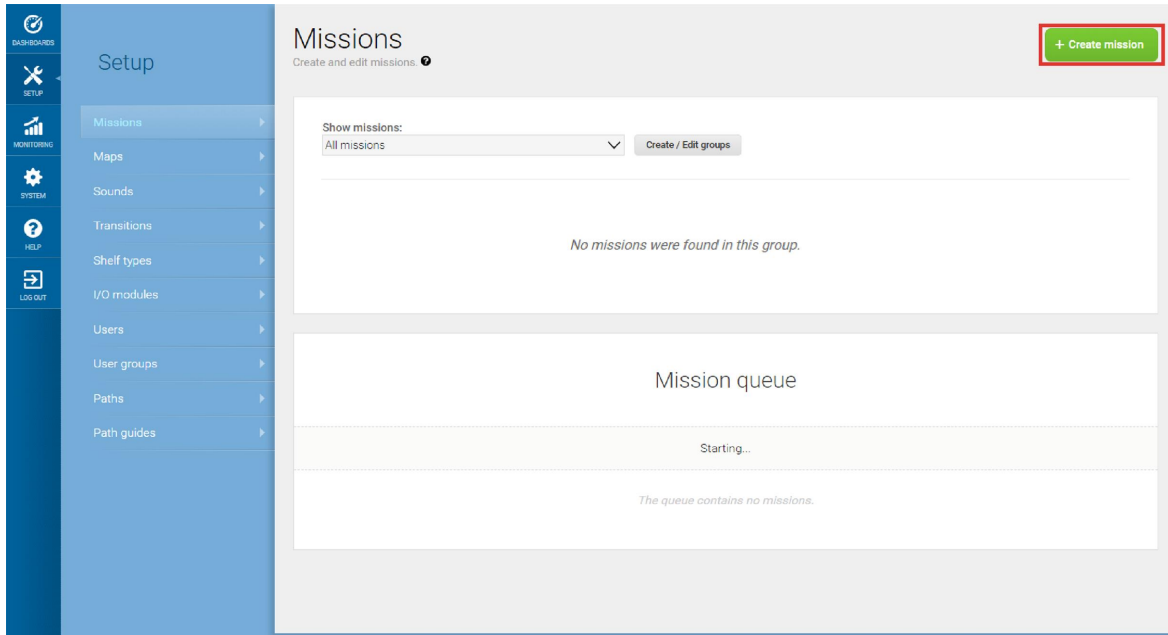 DASHBOARDS
SETUP
MONITORING
SYSTEM
HELP
LOG OUT
Setup
Missions
Maps
Sounds
Transitions
Shelf types
I/O modules
Users
User groups
Paths
Path guides
Missions
Create and edit missions. ?
+ Create mission
Show missions:
All missions
Create / Edit groups
No missions were found in this group.
Mission queue
Starting...
The queue contains no missions.